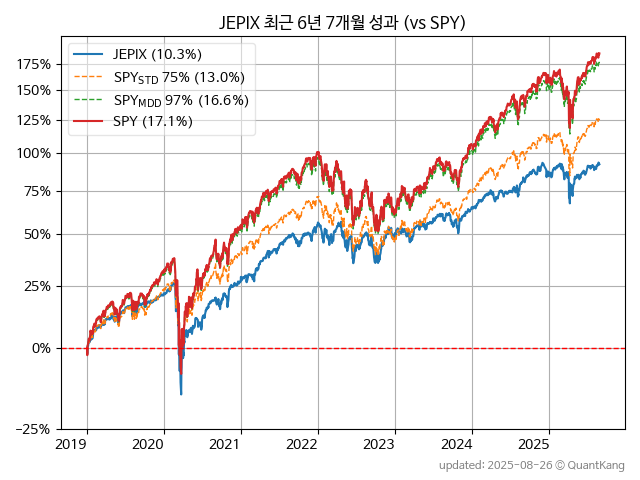 JEPIX 최근 6년 7개월 성과 (vs SPY)
JEPIX (10.3%)
SPY_STD 75% (13.0%)
SPY_MDD 97% (16.6%)
SPY (17.1%)
175%
150%
125%
100%
75%
50%
25%
0%
−25%
2019 2020 2021 2022 2023 2024 2025
updated: 2025-08-26 © QuantKang